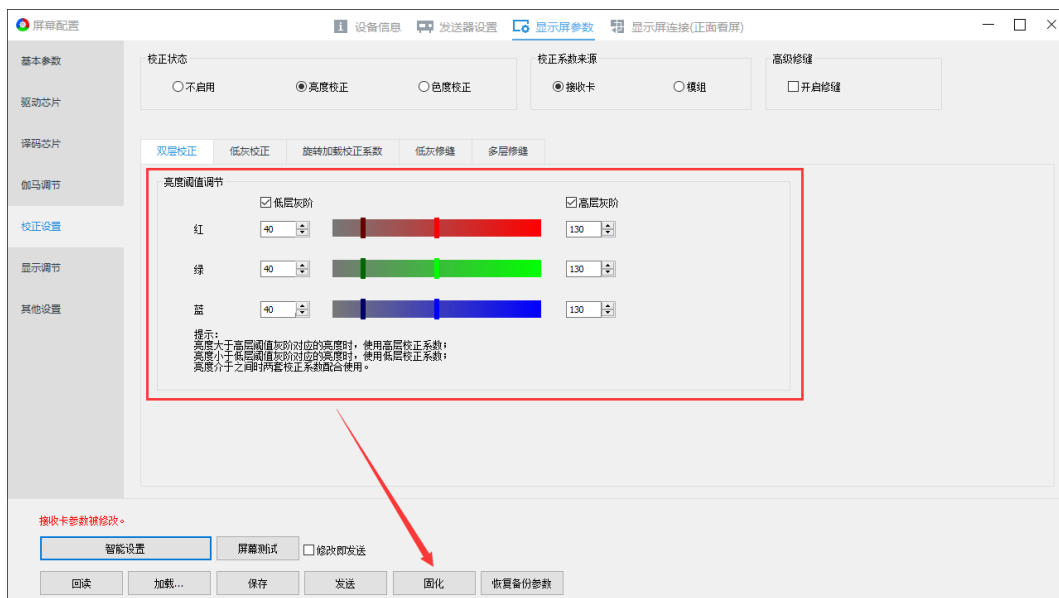 屏幕配置
设备信息
发送器设置
显示屏参数
显示屏连接(正面看屏)
基本参数
驱动芯片
译码芯片
伽马调节
校正设置
显示调节
其他设置
校正状态
不启用
亮度校正
色度校正
校正系数来源
接收卡
模组
高级修缝
开启修缝
双层校正
低灰校正
旋转加载校正系数
低灰修缝
多层修缝
亮度阈值调节
低层灰阶
高层灰阶
红
40
130
绿
40
130
蓝
40
130
提示：
亮度大于高层阈值灰阶对应的亮度时，使用高层校正系数；
亮度小于低层阈值灰阶对应的亮度时，使用低层校正系数；
亮度介于之间时两套校正系数配合使用。
接收卡参数被修改。
智能设置
屏幕测试
修改即发送
回读
加载...
保存
发送
固化
恢复备份参数